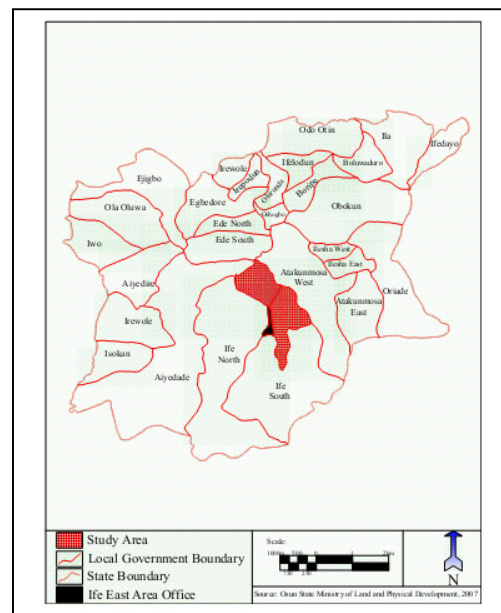 Odo Otin
Ila
Ifedayo
Irewole
Ifelodun
Boluwaduro
Ejigbo
Irepodun
Boripe
Egbedore
Obokun
Ola Oluwa
Ede North
Ede South
Iwo
Ilesha West
Ilesha East
Atakunmosa
West
Aiyedire
Oriade
Atakunmosa
East
Irewole
Ife
North
Isokan
Aiyedade
Ife
South
Study Area
Local Government Boundary
State Boundary
Ife East Area Office
Scale:
N
Source: Osun State Ministry of Land and Physical Development, 2007